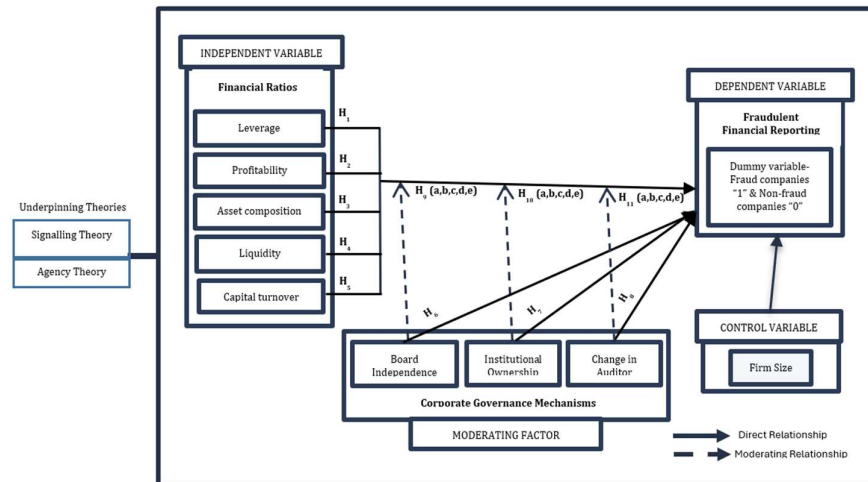 INDEPENDENT VARIABLE
Financial Ratios
Leverage
Profitability
Asset composition
Liquidity
Capital turnover
H1
H2
H3
H4
H5
Underpinning Theories
Signalling Theory
Agency Theory
H9 (a,b,c,d,e)
H10 (a,b,c,d,e)
H11 (a,b,c,d,e)
H6
H7
H8
DEPENDENT VARIABLE
Fraudulent
Financial Reporting
Dummy variable-
Fraud companies
“1” & Non-fraud
companies “0”
CONTROL VARIABLE
Firm Size
Board
Independence
Institutional
Ownership
Change in
Auditor
Corporate Governance Mechanisms
MODERATING FACTOR
Direct Relationship
Moderating Relationship